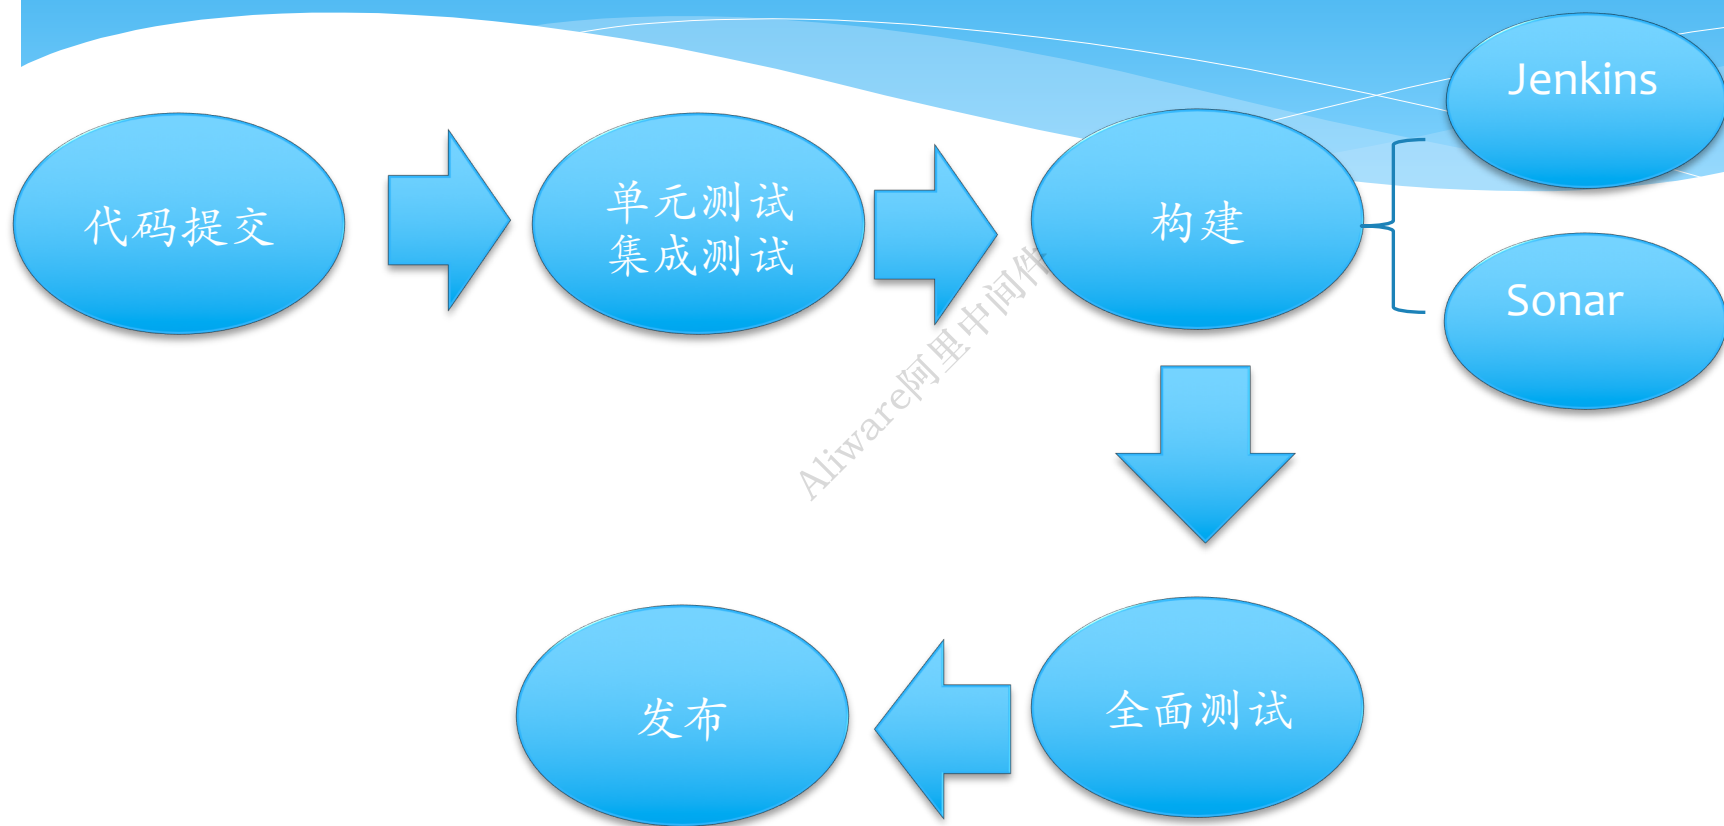 Jenkins
代码提交
单元测试
集成测试
构建
Sonar
Aliware阿里中间件
发布
全面测试